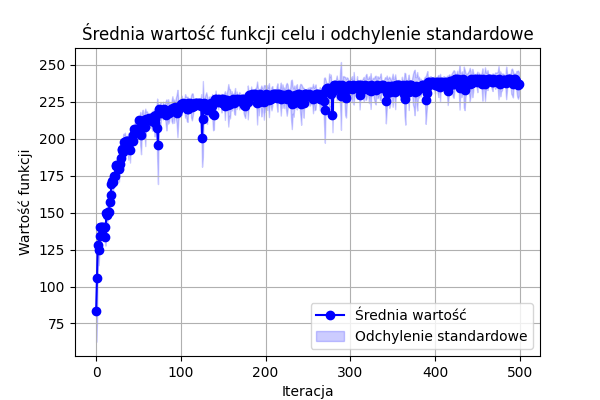 Średnia wartość funkcji celu i odchylenie standardowe
Wartość funkcji
250
225
200
175
150
125
100
75
0
100
200
300
400
500
Iteracja
Średnia wartość
Odchylenie standardowe